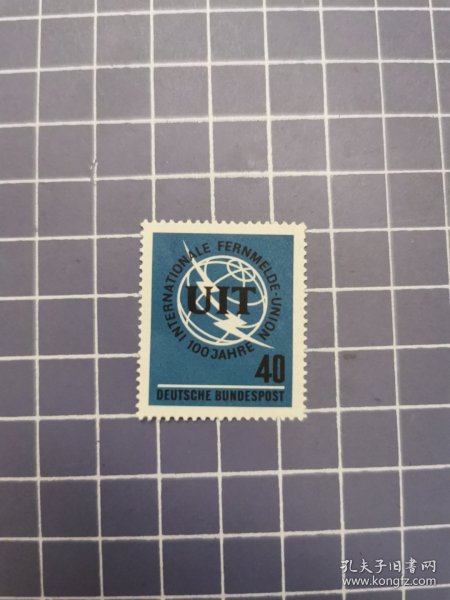 INTERNATIONALE FERNMELDE-UNION
UIT
100 JAHRE
40
DEUTSCHE BUNDESPOST
孔夫子旧书网
www.kongfz.com